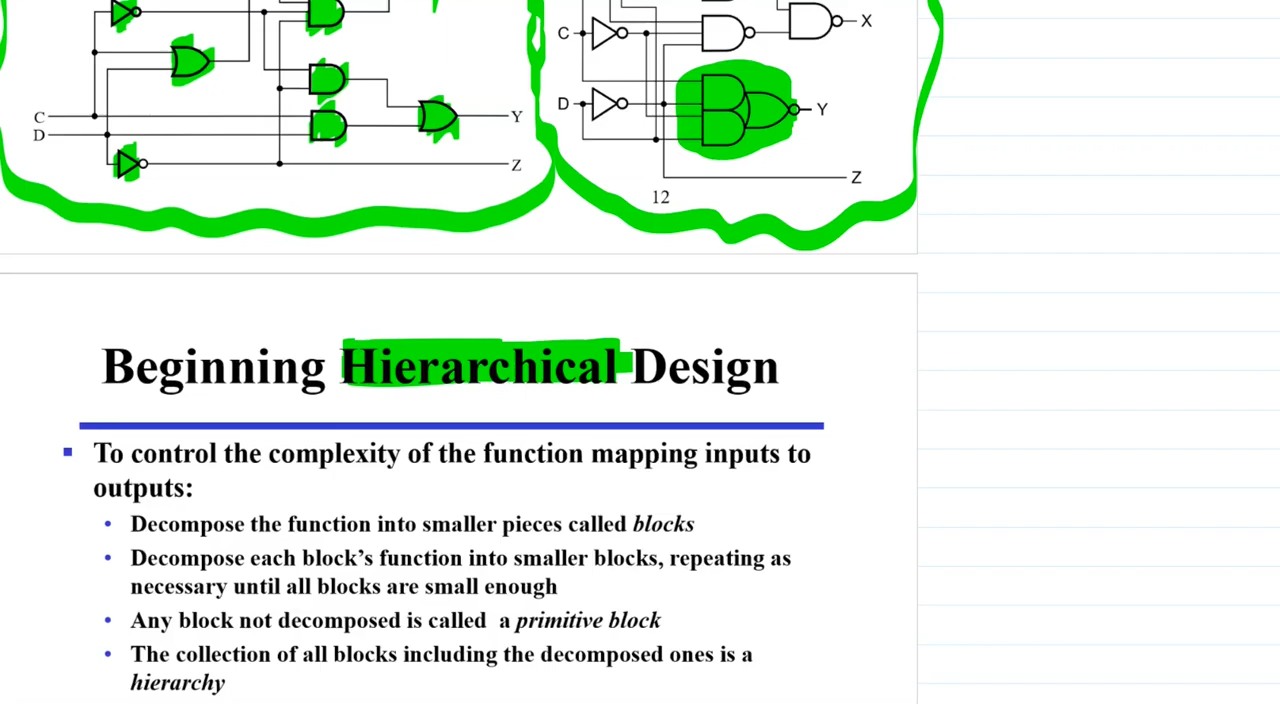 C
X
D
Y
C
D
Y
Z
Z
12
Beginning Hierarchical Design
▪ To control the complexity of the function mapping inputs to
outputs:
• Decompose the function into smaller pieces called blocks
• Decompose each block’s function into smaller blocks, repeating as
necessary until all blocks are small enough
• Any block not decomposed is called a primitive block
• The collection of all blocks including the decomposed ones is a
hierarchy